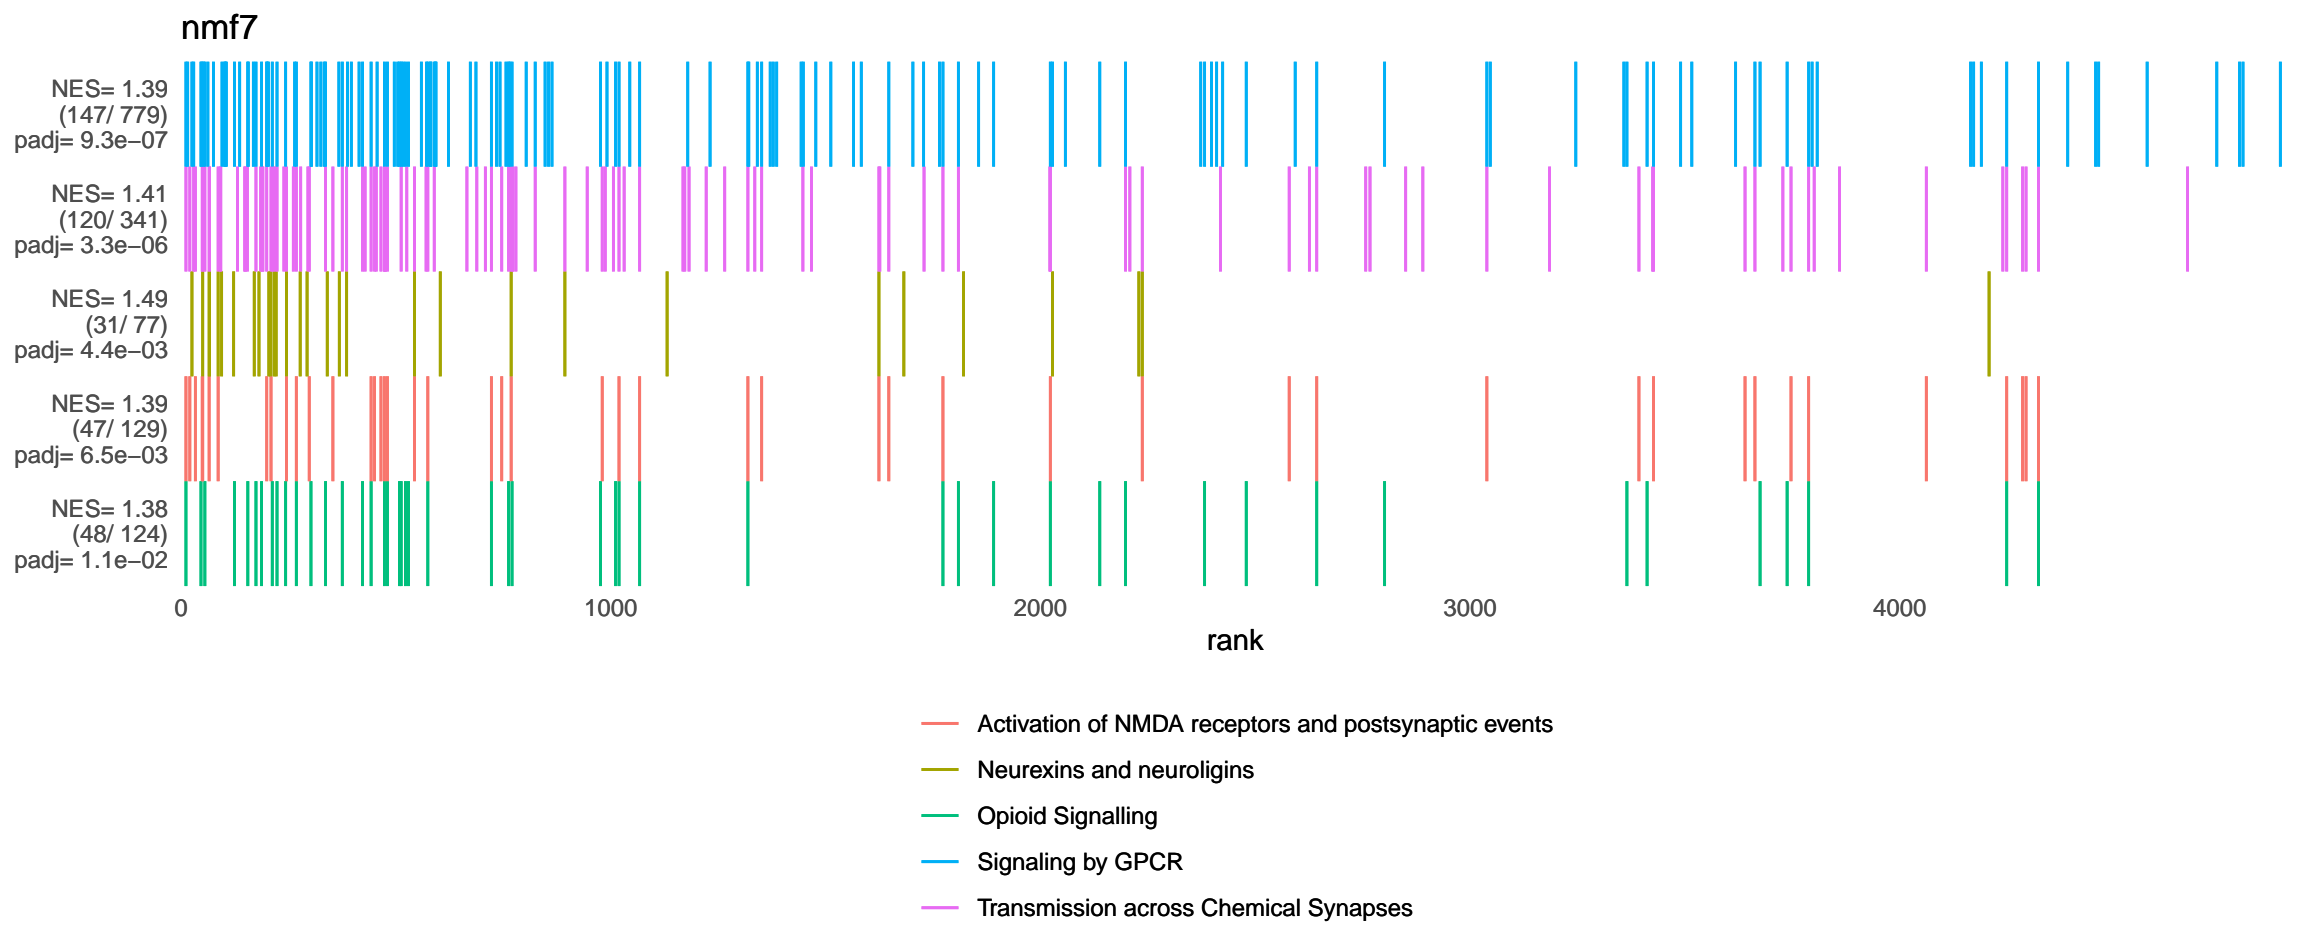 nmf7
NES= 1.39
(147/ 779)
padj= 9.3e−07
NES= 1.41
(120/ 341)
padj= 3.3e−06
NES= 1.49
(31/ 77)
padj= 4.4e−03
NES= 1.39
(47/ 129)
padj= 6.5e−03
NES= 1.38
(48/ 124)
padj= 1.1e−02
0 1000 2000 3000 4000
rank
Activation of NMDA receptors and postsynaptic events
Neurexins and neuroligins
Opioid Signalling
Signaling by GPCR
Transmission across Chemical Synapses